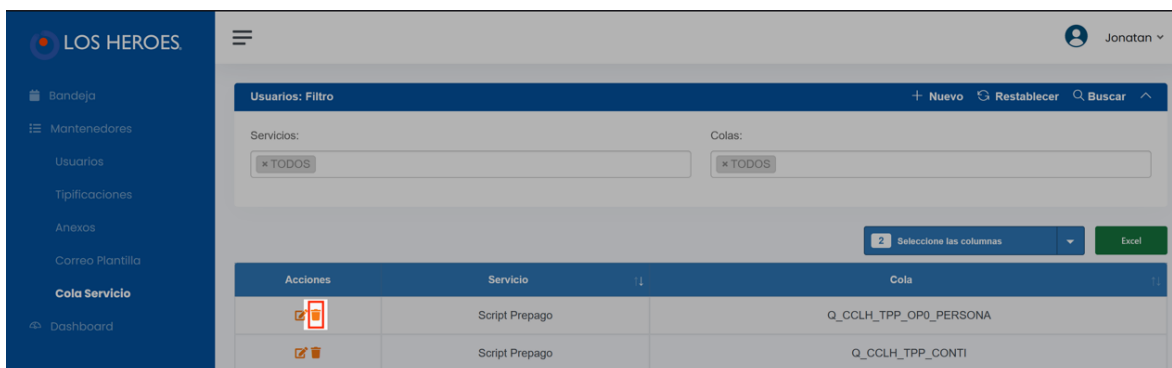 LOS HEROES.
Jonatan
Bandeja
Mantenedores
Usuarios
Tipificaciones
Anexos
Correo Plantilla
Cola Servicio
Dashboard
Usuarios: Filtro
+ Nuevo Restablecer Buscar
Servicios: Colas:
× TODOS × TODOS
2 Seleccione las columnas Excel
Acciones Servicio Cola
Script Prepago Q_CCLH_TPP_OP0_PERSONA
Script Prepago Q_CCLH_TPP_CONTI